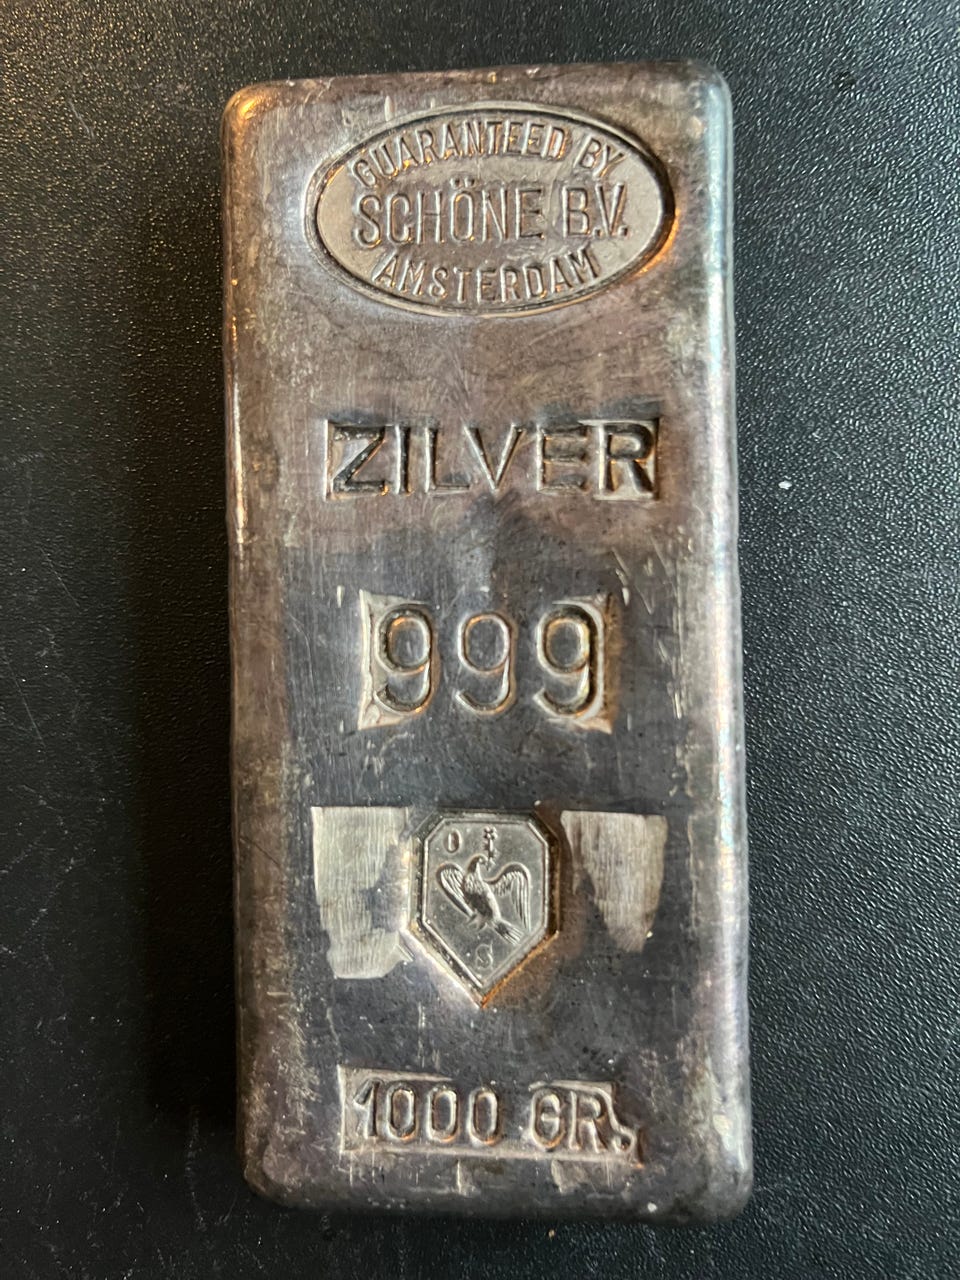 GUARANTEED BY
SCHÖNE B.V.
AMSTERDAM
ZILVER
999
O
S
1000 GR.